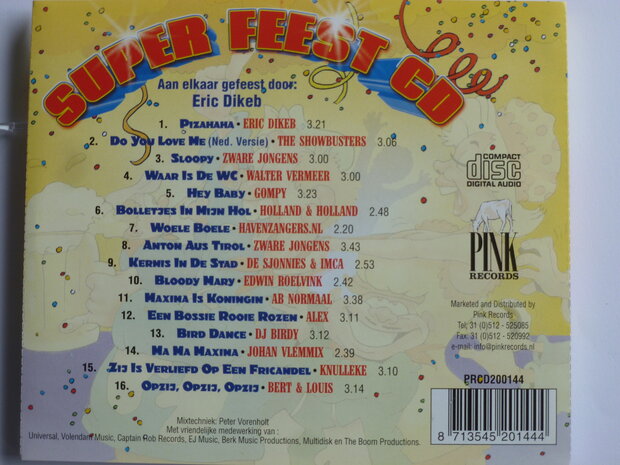 SUPER FEEST CD
Aan elkaar gefeest door:
Eric Dikeb
1. PIZAHAHA • ERIC DIKEB 3.21
2. DO YOU LOVE ME (Ned. Versie) • THE SHOWBUSTERS 3.06
3. SLOOPY • ZWARE JONGENS 3.00
4. WAAR IS DE WC • WALTER VERMEER 3.00
5. HEY BABY • GOMPY 3.23
6. BOLLETJES IN MIJN HOL • HOLLAND & HOLLAND 2.48
7. WOELE BOELE • HAVENZANGERS.NL 2.20
8. ANTON AUS TIROL • ZWARE JONGENS 3.43
9. KERMIS IN DE STAD • DE SJONNIES & IMCA 2.53
10. BLOODY MARY • EDWIN ROELVINK 2.42
11. MAXIMA IS KONINGIN • AB NORMAAL 3.38
12. EEN BOSSIE ROOIE ROZEN • ALEX 3.11
13. BIRD DANCE • DJ BIRDY 3.12
14. MA MA MAXIMA • JOHAN VLEMMIX 2.39
15. ZIJ IS VERLIEFD OP EEN FRICANDEL • KNULLEKE 3.10
16. OPZIJ, OPZIJ, OPZIJ • BERT & LOUIS 3.14
Mixtechniek: Peter Vorenholt
Met vriendelijke medewerking van:
Universal, Volendam Music, Captain Rob Records, EJ Music, Berk Music Productions, Multidisk en The Boom Productions.
COMPACT
disc
DIGITAL AUDIO
PINK
RECORDS
Marketed and Distributed by
Pink Records
Tel; 31 (0)512 - 525085
Fax. 31 (0)512 - 520992
e-mail: info@pinkrecords.nl
PRCD200144
8 713545 201444